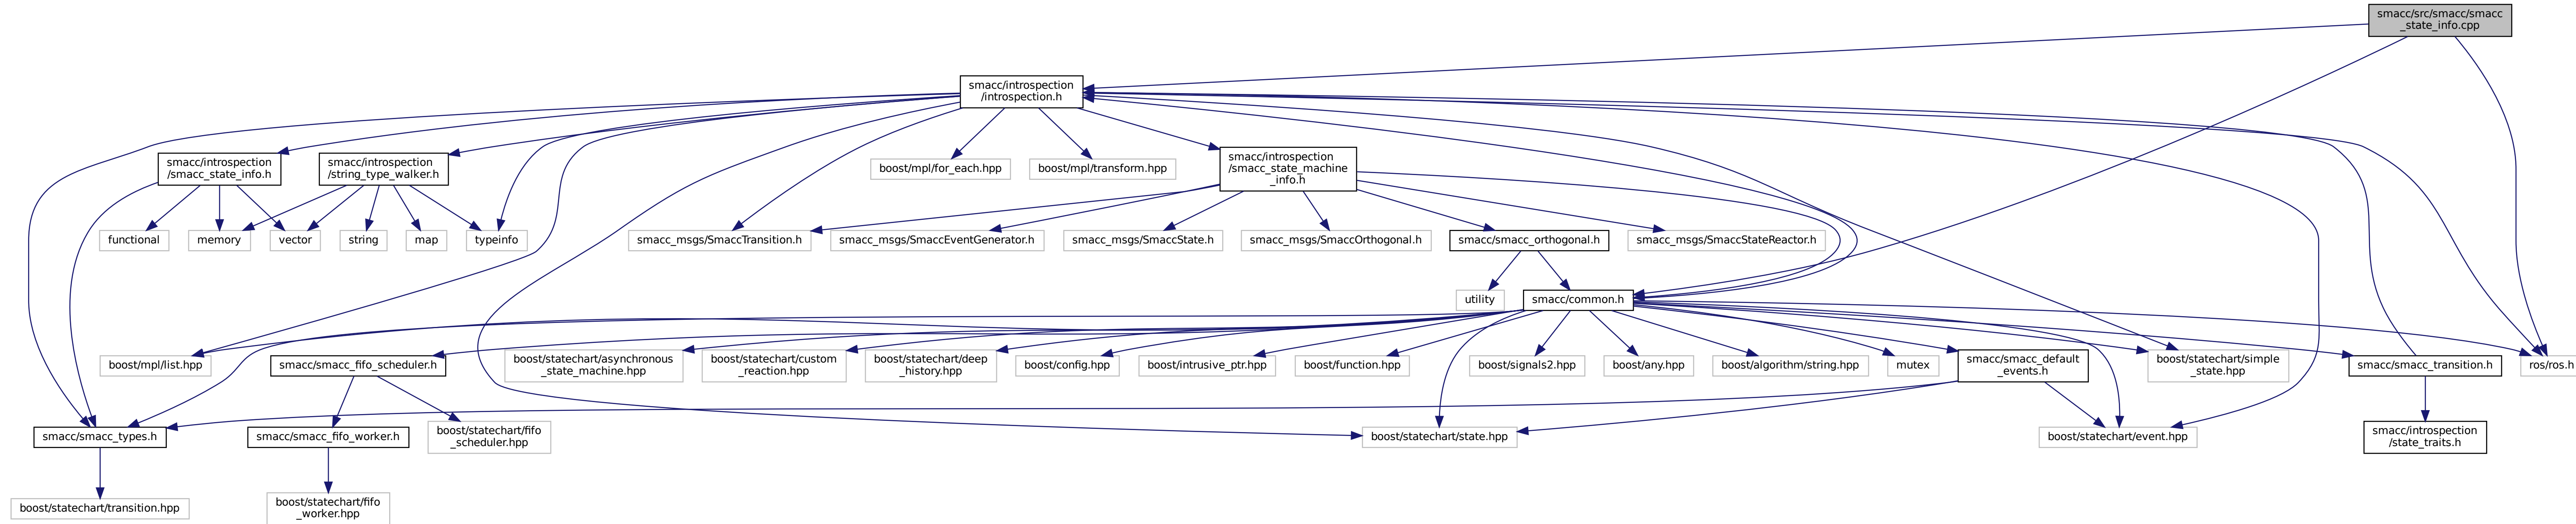 smacc/src/smacc/smacc
_state_info.cpp
smacc/introspection
/introspection.h
smacc/introspection
/smacc_state_info.h
smacc/introspection
/string_type_walker.h
boost/mpl/for_each.hpp
boost/mpl/transform.hpp
smacc/introspection
/smacc_state_machine
_info.h
functional
memory
vector
string
map
typeinfo
smacc_msgs/SmaccTransition.h
smacc_msgs/SmaccEventGenerator.h
smacc_msgs/SmaccState.h
smacc_msgs/SmaccOrthogonal.h
smacc/smacc_orthogonal.h
smacc_msgs/SmaccStateReactor.h
utility
smacc/common.h
boost/mpl/list.hpp
smacc/smacc_fifo_scheduler.h
boost/statechart/asynchronous
_state_machine.hpp
boost/statechart/custom
_reaction.hpp
boost/statechart/deep
_history.hpp
boost/config.hpp
boost/intrusive_ptr.hpp
boost/function.hpp
boost/signals2.hpp
boost/any.hpp
boost/algorithm/string.hpp
mutex
smacc/smacc_default
_events.h
boost/statechart/simple
_state.hpp
smacc/smacc_transition.h
ros/ros.h
smacc/smacc_types.h
smacc/smacc_fifo_worker.h
boost/statechart/fifo
_scheduler.hpp
boost/statechart/state.hpp
boost/statechart/event.hpp
smacc/introspection
/state_traits.h
boost/statechart/transition.hpp
boost/statechart/fifo
_worker.hpp